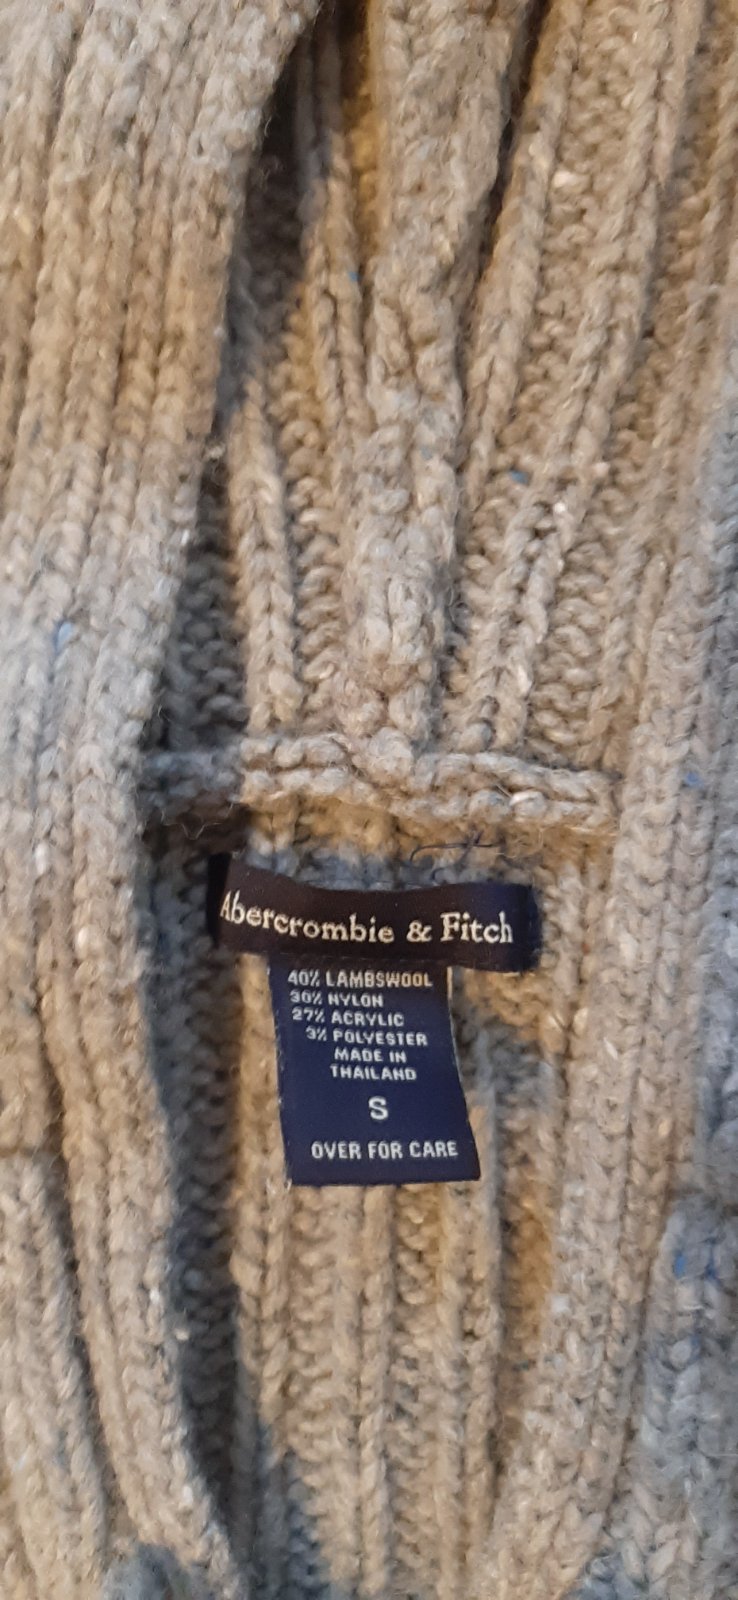 Abercrombie & Fitch
40% LAMBSWOOL
30% NYLON
27% ACRYLIC
3% POLYESTER
MADE IN
THAILAND
S
OVER FOR CARE